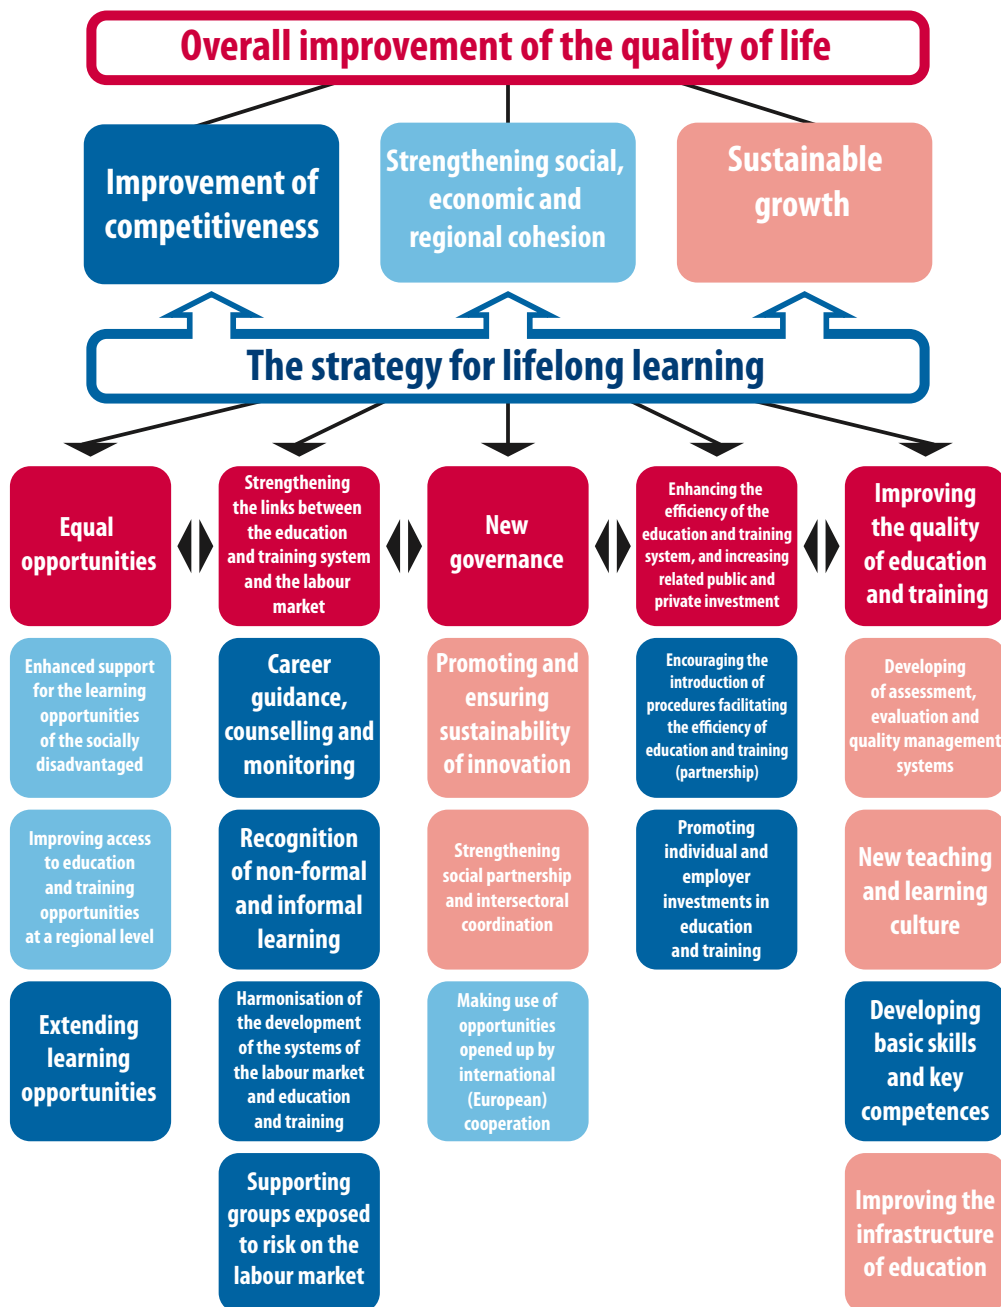 Overall improvement of the quality of life
Improvement of
competitiveness
Strengthening social,
economic and
regional cohesion
Sustainable
growth
The strategy for lifelong learning
Equal
opportunities
Strengthening
the links between
the education
and training system
and the labour
market
New
governance
Enhancing the
efficiency of the
education and training
system, and increasing
related public and
private investment
Improving
the quality
of education
and training
Enhanced support
for the learning
opportunities
of the socially
disadvantaged
Career
guidance,
counselling and
monitoring
Promoting and
ensuring
sustainability
of innovation
Encouraging the
introduction of
procedures facilitating
the efficiency of
education and training
(partnership)
Developing
of assessment,
evaluation and
quality management
systems
Improving access
to education
and training
opportunities
at a regional level
Recognition
of non-formal
and informal
learning
Strengthening
social partnership
and intersectoral
coordination
Promoting
individual and
employer
investments in
education
and training
New teaching
and learning
culture
Extending
learning
opportunities
Harmonisation of
the development
of the systems of
the labour market
and education
and training
Making use of
opportunities
opened up by
international
(European)
cooperation
Developing
basic skills
and key
competences
Supporting
groups exposed
to risk on the
labour market
Improving the
infrastructure
of education